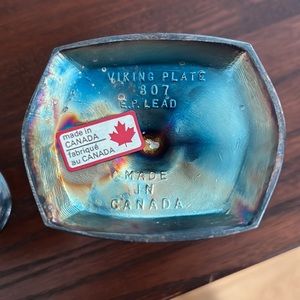 VIKING PLATE
807
E.P. LEAD
made in
CANADA
fabriqué
au CANADA
MADE
IN
CANADA